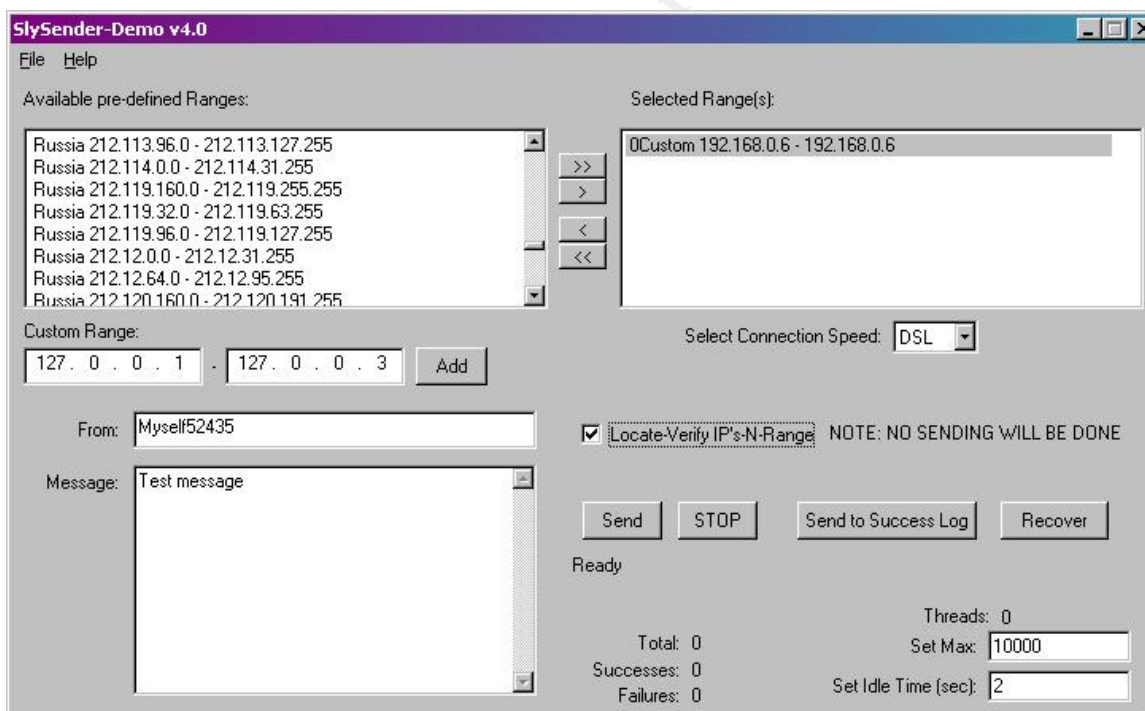 SlySender-Demo v4.0
File Help
Available pre-defined Ranges:
Russia 212.113.96.0 - 212.113.127.255
Russia 212.114.0.0 - 212.114.31.255
Russia 212.119.160.0 - 212.119.255.255
Russia 212.119.32.0 - 212.119.63.255
Russia 212.119.96.0 - 212.119.127.255
Russia 212.12.0.0 - 212.12.31.255
Russia 212.12.64.0 - 212.12.95.255
Russia 212.120.160.0 - 212.120.191.255
>>
>
<
<<
Selected Range(s):
0Custom 192.168.0.6 - 192.168.0.6
Custom Range:
127 . 0 . 0 . 1 - 127 . 0 . 0 . 3 Add
Select Connection Speed: DSL
From: Myself52435
Locate-Verify IP's-N-Range NOTE: NO SENDING WILL BE DONE
Message: Test message
Send STOP Send to Success Log Recover
Ready
Total: 0
Successes: 0
Failures: 0
Threads: 0
Set Max: 10000
Set Idle Time (sec): 2